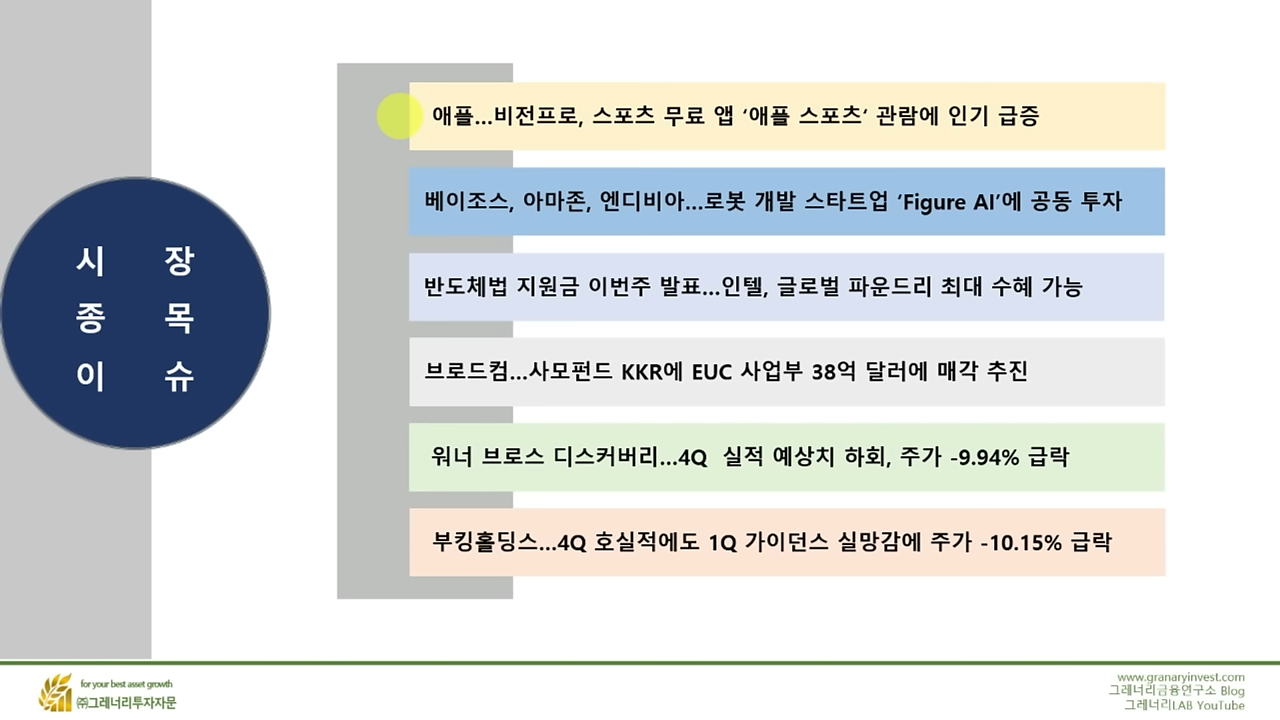 시 장
종 목
이 슈
애플...비전프로, 스포츠 무료 앱 ‘애플 스포츠‘ 관람에 인기 급증
베이조스, 아마존, 엔디비아...로봇 개발 스타트업 ‘Figure AI’에 공동 투자
반도체법 지원금 이번주 발표...인텔, 글로벌 파운드리 최대 수혜 가능
브로드컴...사모펀드 KKR에 EUC 사업부 38억 달러에 매각 추진
워너 브로스 디스커버리...4Q 실적 예상치 하회, 주가 -9.94% 급락
부킹홀딩스...4Q 호실적에도 1Q 가이던스 실망감에 주가 -10.15% 급락
for your best asset growth
㈜그레너리투자자문
www.granaryinvest.com
그레너리금융연구소 Blog
그레너리LAB YouTube